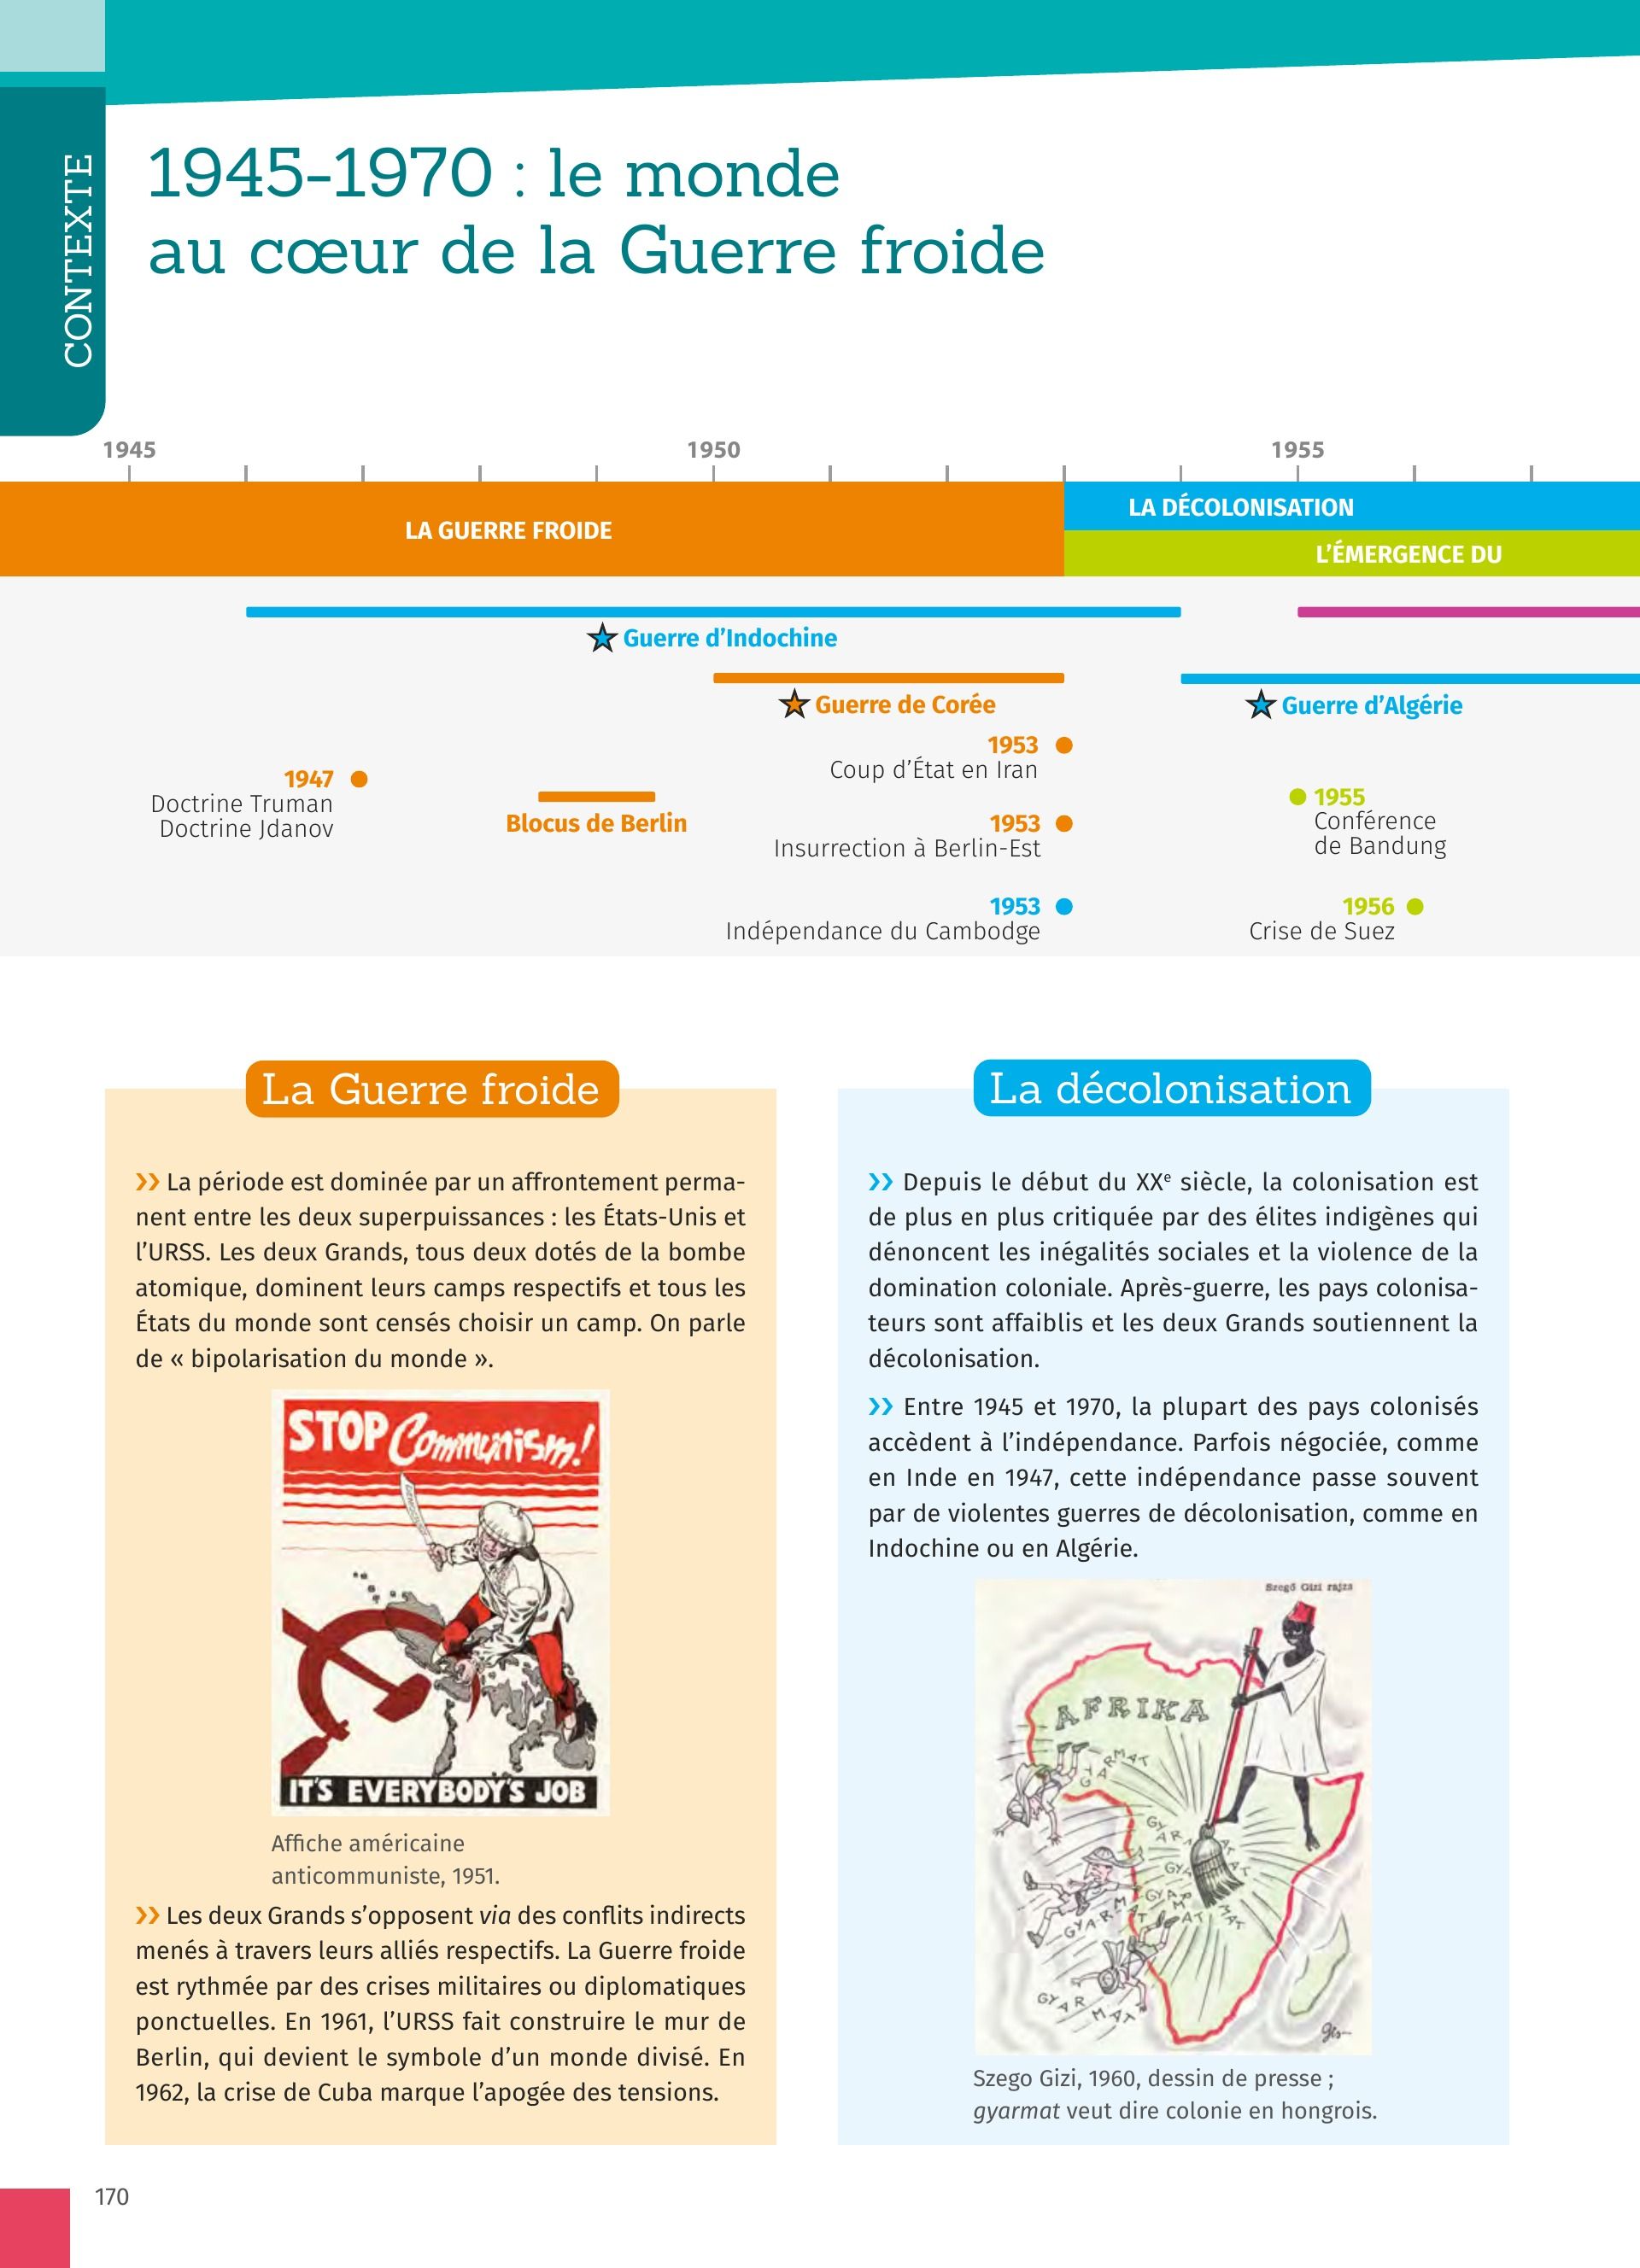 CONTEXTE
1945-1970 : le monde
au cœur de la Guerre froide
1945
1950
1955
LA GUERRE FROIDE
LA DÉCOLONISATION
L’ÉMERGENCE DU
Guerre d’Indochine
Guerre de Corée
Guerre d’Algérie
1953
Coup d’État en Iran
1947
Doctrine Truman
Doctrine Jdanov
Blocus de Berlin
1953
Insurrection à Berlin-Est
1955
Conférence
de Bandung
1953
Indépendance du Cambodge
1956
Crise de Suez
La Guerre froide
›› La période est dominée par un affrontement perma-
nent entre les deux superpuissances : les États-Unis et
l’URSS. Les deux Grands, tous deux dotés de la bombe
atomique, dominent leurs camps respectifs et tous les
États du monde sont censés choisir un camp. On parle
de « bipolarisation du monde ».
STOP Communism!
IT'S EVERYBODY'S JOB
Affiche américaine
anticommuniste, 1951.
›› Les deux Grands s’opposent via des conflits indirects
menés à travers leurs alliés respectifs. La Guerre froide
est rythmée par des crises militaires ou diplomatiques
ponctuelles. En 1961, l’URSS fait construire le mur de
Berlin, qui devient le symbole d’un monde divisé. En
1962, la crise de Cuba marque l’apogée des tensions.
La décolonisation
›› Depuis le début du XXe siècle, la colonisation est
de plus en plus critiquée par des élites indigènes qui
dénoncent les inégalités sociales et la violence de la
domination coloniale. Après-guerre, les pays colonisa-
teurs sont affaiblis et les deux Grands soutiennent la
décolonisation.
›› Entre 1945 et 1970, la plupart des pays colonisés
accèdent à l’indépendance. Parfois négociée, comme
en Inde en 1947, cette indépendance passe souvent
par de violentes guerres de décolonisation, comme en
Indochine ou en Algérie.
Szegő Gizi rajza
AFRIKA
GYARMAT
GYARMAT
GYARMAT
GYARMAT
GYARMAT
Szego Gizi, 1960, dessin de presse ;
gyarmat veut dire colonie en hongrois.
170